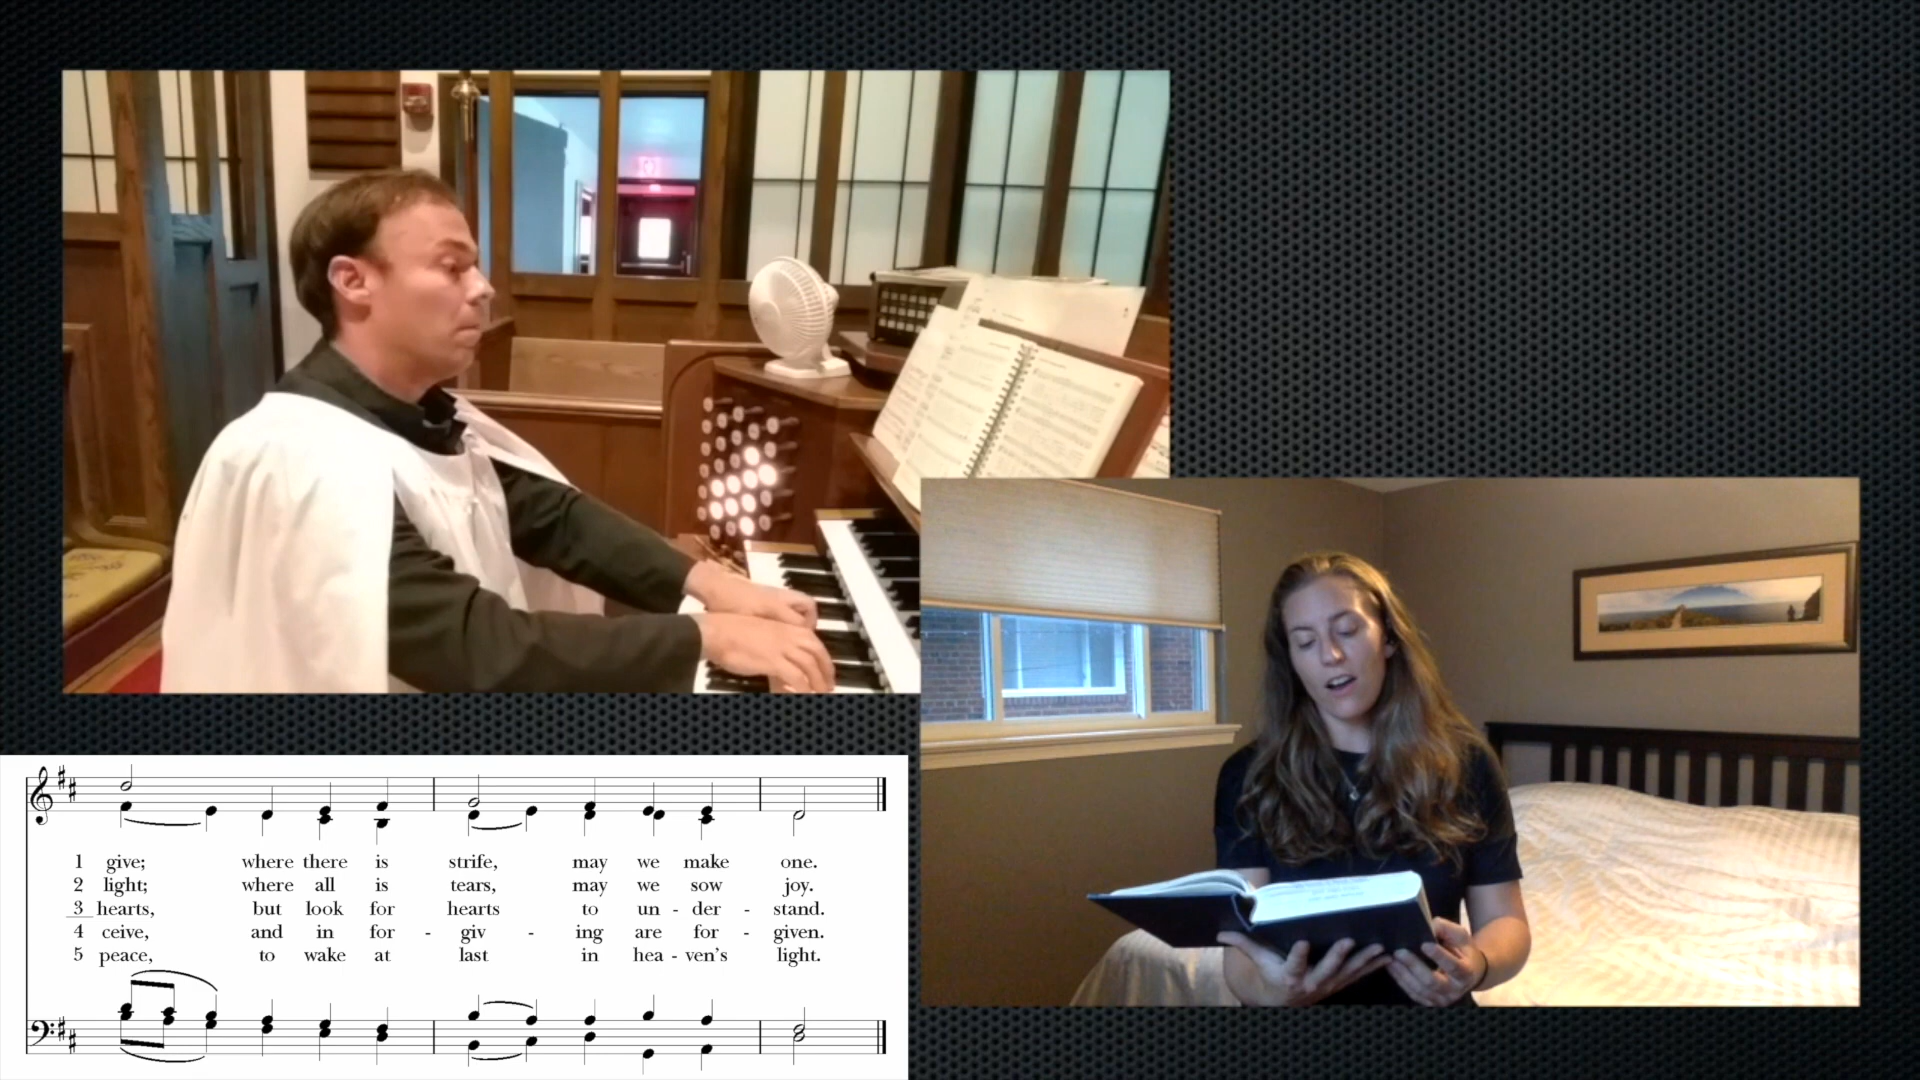 1 give; where there is strife, may we make one.
2 light; where all is tears, may we sow joy.
3 hearts, but look for hearts to un - der - stand.
4 ceive, and in for - giv - ing are for - given.
5 peace, to wake at last in hea - ven's light.